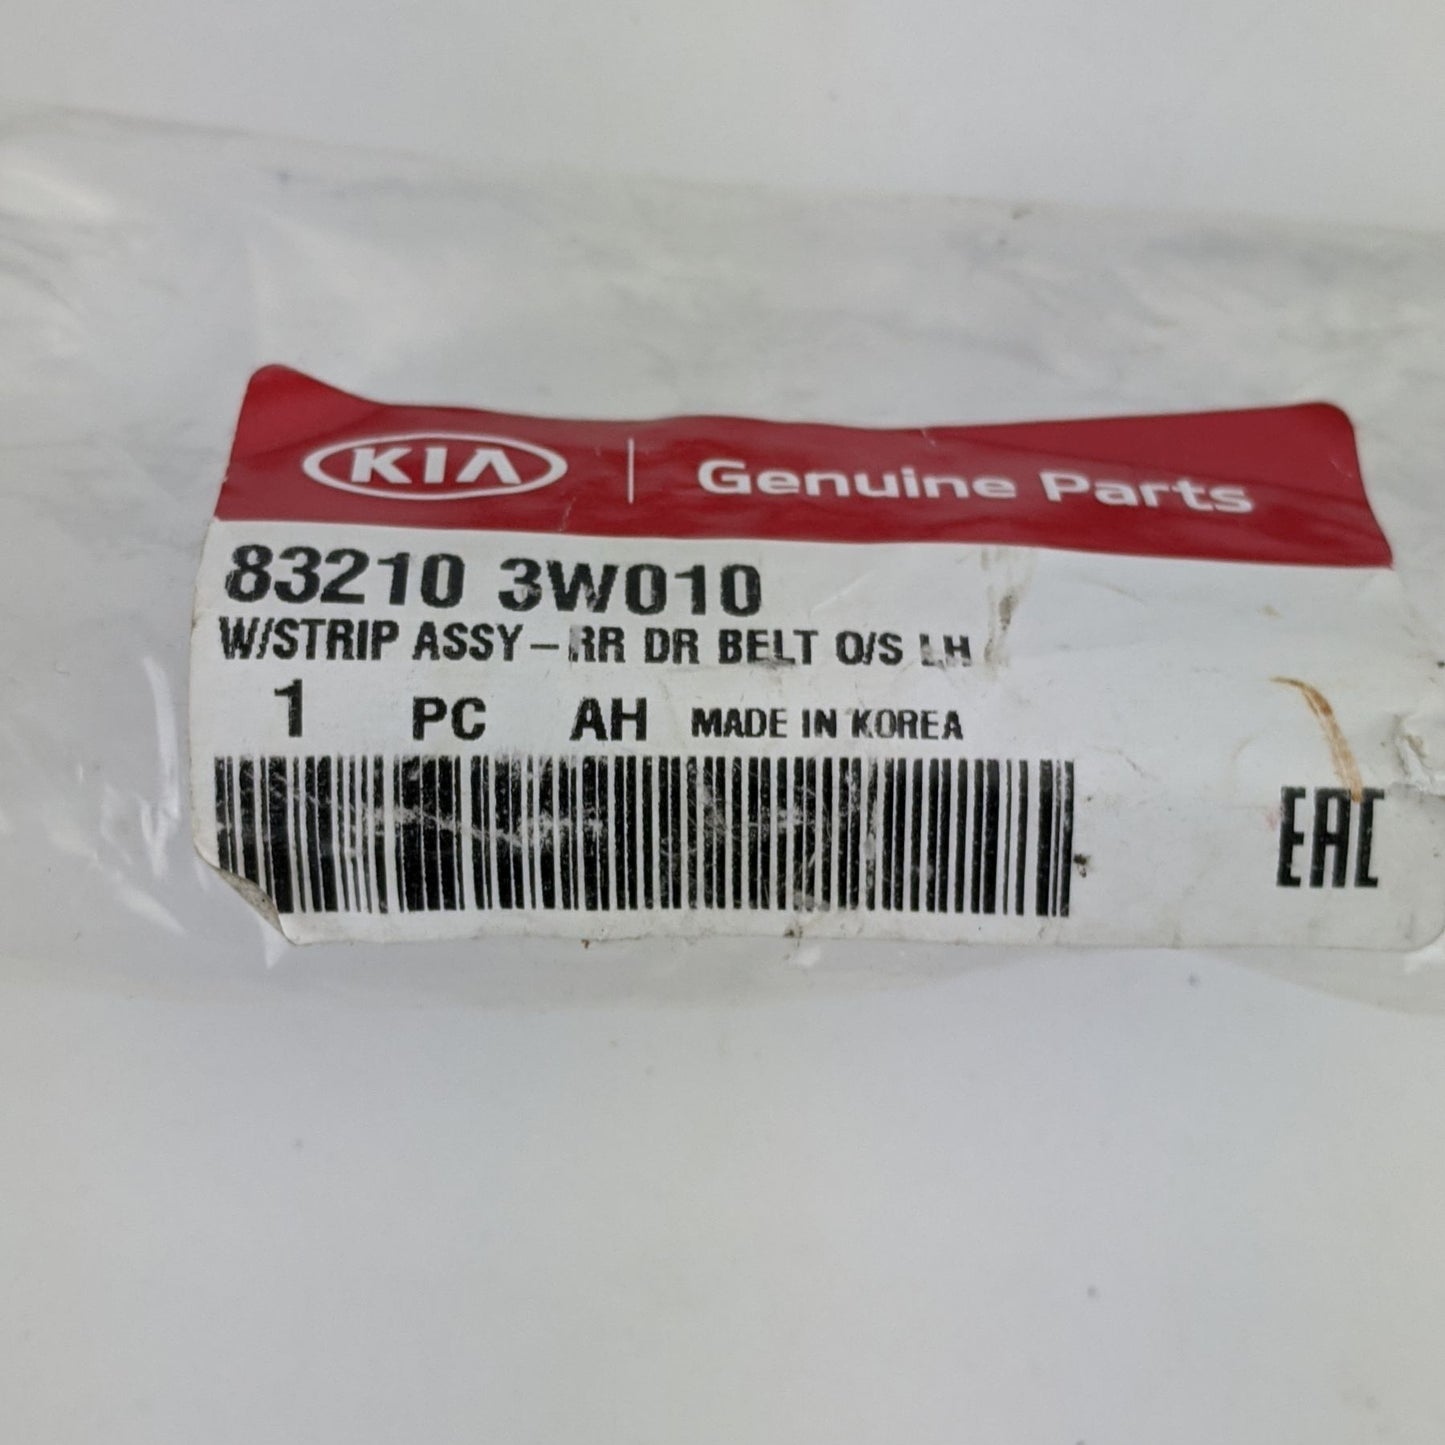 KIA | Genuine Parts
83210 3W010
W/STRIP ASSY-RR DR BELT O/S LH
1 PC AH MADE IN KOREA
EAC